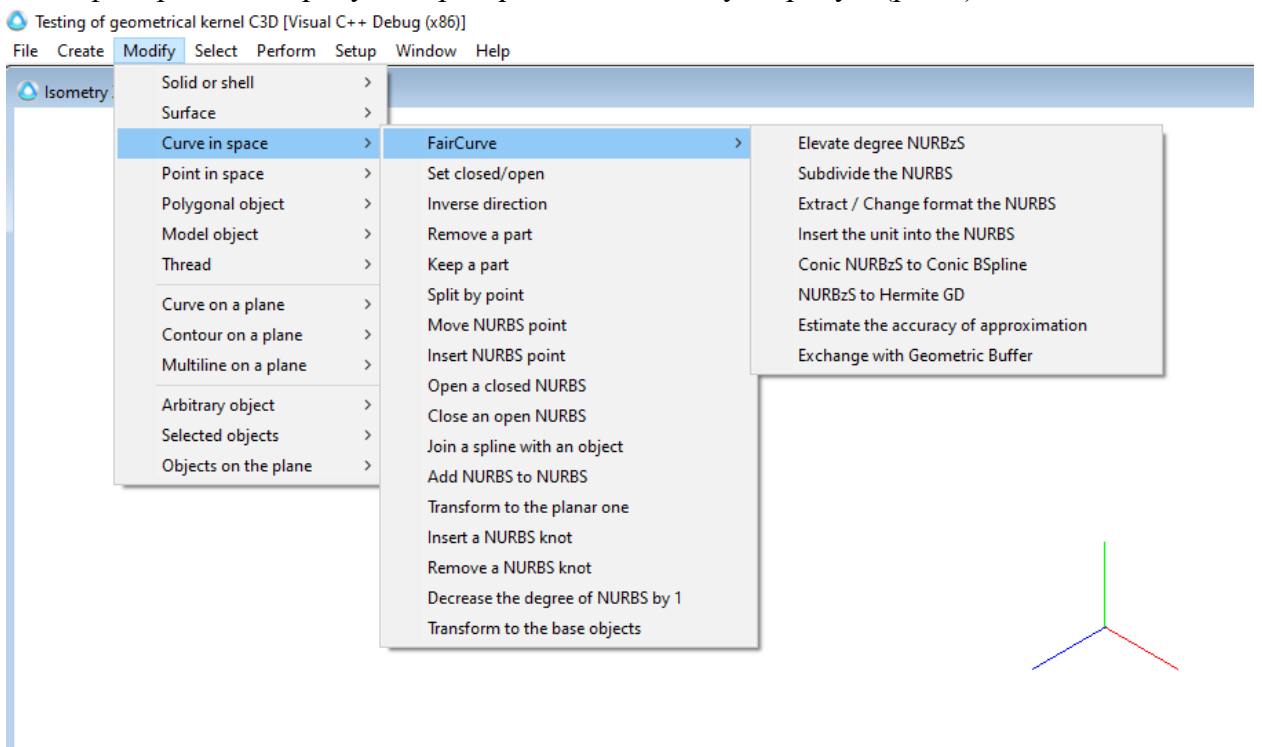 Testing of geometrical kernel C3D [Visual C++ Debug (x86)]
File Create Modify Select Perform Setup Window Help
Isometry
Solid or shell
Surface
Curve in space
Point in space
Polygonal object
Model object
Thread
Curve on a plane
Contour on a plane
Multiline on a plane
Arbitrary object
Selected objects
Objects on the plane
FairCurve
Set closed/open
Inverse direction
Remove a part
Keep a part
Split by point
Move NURBS point
Insert NURBS point
Open a closed NURBS
Close an open NURBS
Join a spline with an object
Add NURBS to NURBS
Transform to the planar one
Insert a NURBS knot
Remove a NURBS knot
Decrease the degree of NURBS by 1
Transform to the base objects
Elevate degree NURBzS
Subdivide the NURBS
Extract / Change format the NURBS
Insert the unit into the NURBS
Conic NURBzS to Conic BSpline
NURBzS to Hermite GD
Estimate the accuracy of approximation
Exchange with Geometric Buffer